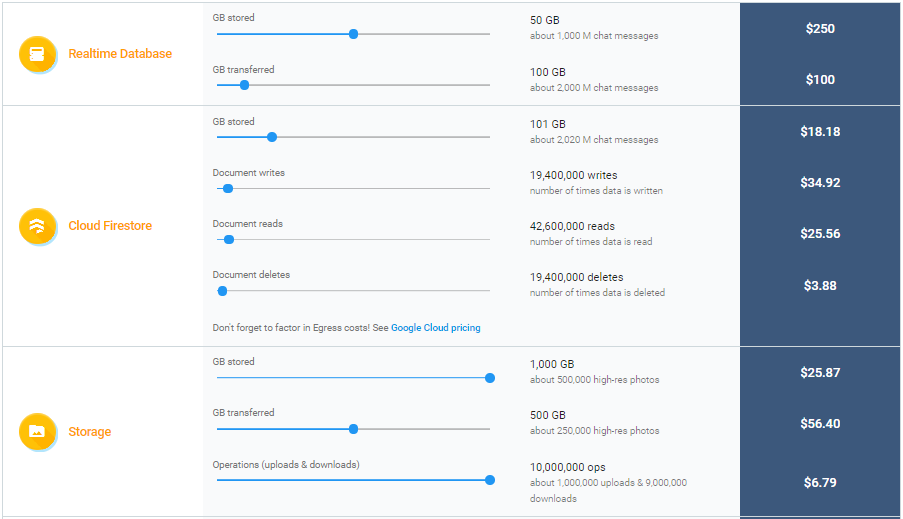 GB stored
50 GB
$250
about 1,000 M chat messages
Realtime Database
GB transferred
100 GB
$100
about 2,000 M chat messages
GB stored
101 GB
$18.18
about 2,020 M chat messages
Document writes
19,400,000 writes
$34.92
number of times data is written
Cloud Firestore
Document reads
42,600,000 reads
$25.56
number of times data is read
Document deletes
19,400,000 deletes
$3.88
number of times data is deleted
Don't forget to factor in Egress costs! See Google Cloud pricing
GB stored
1,000 GB
$25.87
about 500,000 high-res photos
Storage
GB transferred
500 GB
$56.40
about 250,000 high-res photos
Operations (uploads & downloads)
10,000,000 ops
$6.79
about 1,000,000 uploads & 9,000,000
downloads